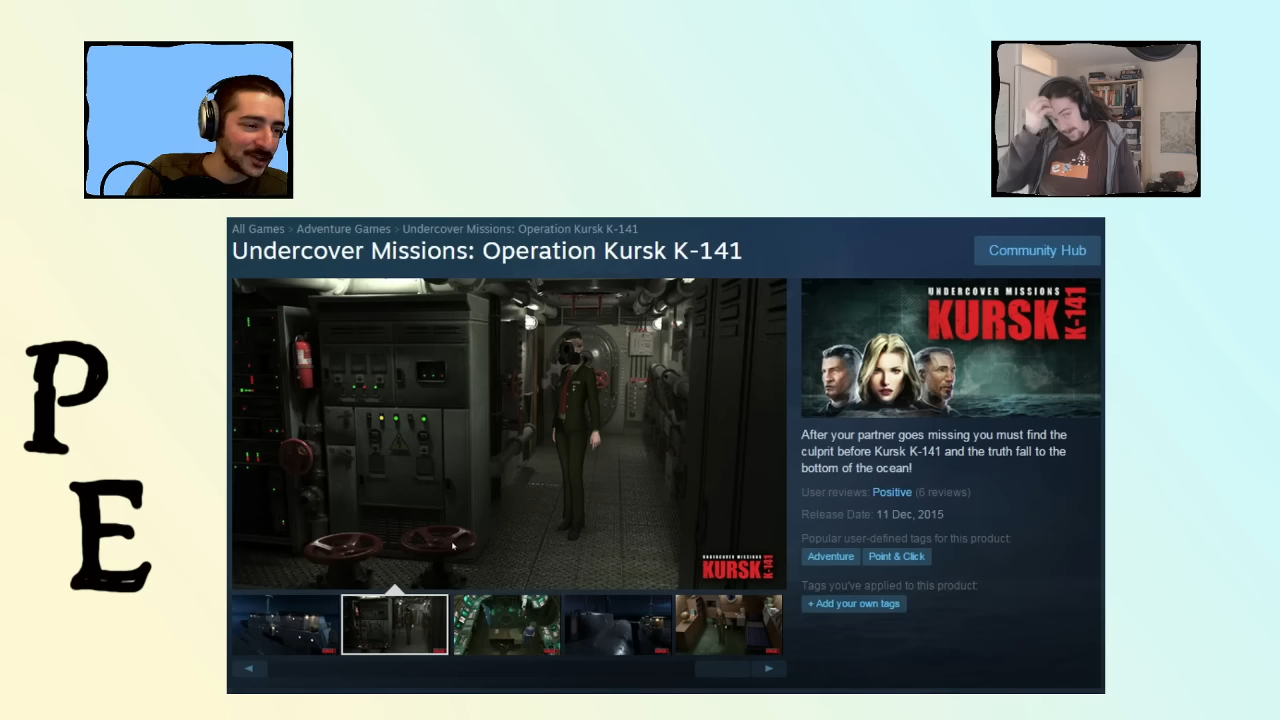 All Games > Adventure Games > Undercover Missions: Operation Kursk K-141
Undercover Missions: Operation Kursk K-141
Community Hub
UNDERCOVER MISSIONS
KURSK
K-141
After your partner goes missing you must find the
culprit before Kursk K-141 and the truth fall to the
bottom of the ocean!
User reviews: Positive (6 reviews)
Release Date: 11 Dec, 2015
Popular user-defined tags for this product:
Adventure
Point & Click
Tags you've applied to this product:
+ Add your own tags
UNDERCOVER MISSIONS
KURSK
K-141
P
E